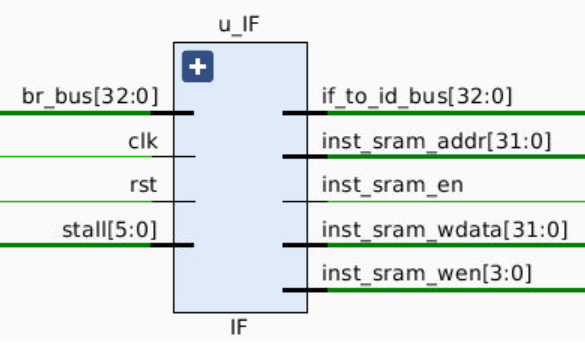 u_IF
br_bus[32:0]
if_to_id_bus[32:0]
clk
inst_sram_addr[31:0]
rst
inst_sram_en
stall[5:0]
inst_sram_wdata[31:0]
inst_sram_wen[3:0]
IF